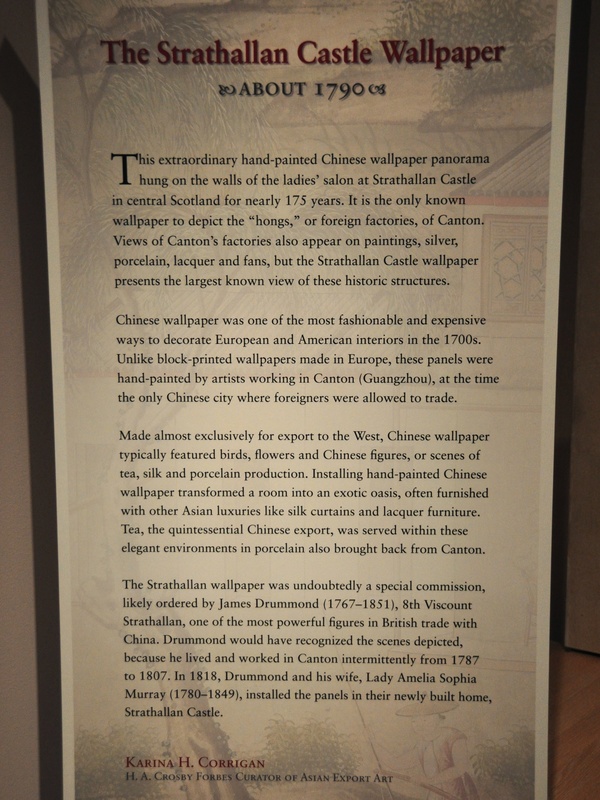 The Strathallan Castle Wallpaper
ABOUT 1790
This extraordinary hand-painted Chinese wallpaper panorama
hung on the walls of the ladies' salon at Strathallan Castle
in central Scotland for nearly 175 years. It is the only known
wallpaper to depict the "hongs," or foreign factories, of Canton.
Views of Canton's factories also appear on paintings, silver,
porcelain, lacquer and fans, but the Strathallan Castle wallpaper
presents the largest known view of these historic structures.
Chinese wallpaper was one of the most fashionable and expensive
ways to decorate European and American interiors in the 1700s.
Unlike block-printed wallpapers made in Europe, these panels were
hand-painted by artists working in Canton (Guangzhou), at the time
the only Chinese city where foreigners were allowed to trade.
Made almost exclusively for export to the West, Chinese wallpaper
typically featured birds, flowers and Chinese figures, or scenes of
tea, silk and porcelain production. Installing hand-painted Chinese
wallpaper transformed a room into an exotic oasis, often furnished
with other Asian luxuries like silk curtains and lacquer furniture.
Tea, the quintessential Chinese export, was served within these
elegant environments in porcelain also brought back from Canton.
The Strathallan wallpaper was undoubtedly a special commission,
likely ordered by James Drummond (1767–1851), 8th Viscount
Strathallan, one of the most powerful figures in British trade with
China. Drummond would have recognized the scenes depicted,
because he lived and worked in Canton intermittently from 1787
to 1807. In 1818, Drummond and his wife, Lady Amelia Sophia
Murray (1780–1849), installed the panels in their newly built home,
Strathallan Castle.
Karina H. Corrigan
H. A. Crosby Forbes Curator of Asian Export Art